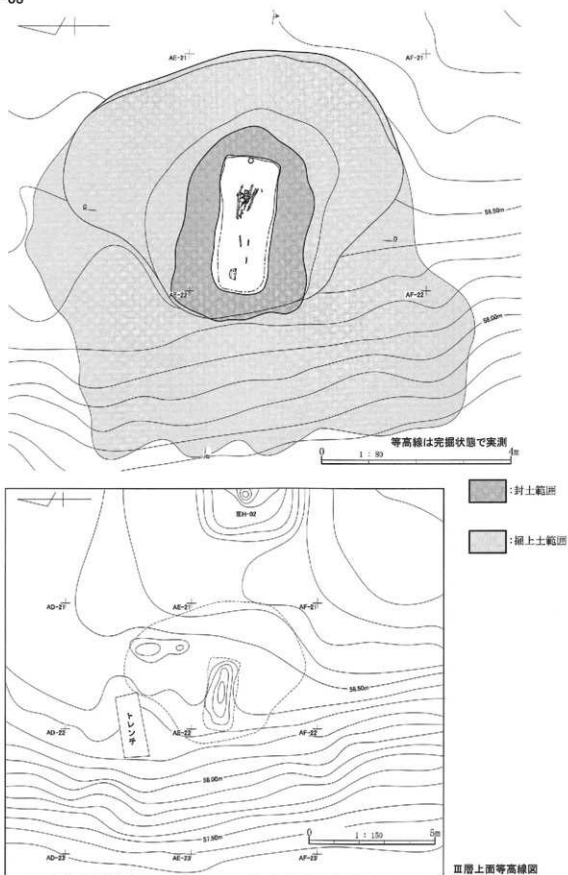 AE-21
AF-21
58.50m
AE-22
AF-22
58.00m
等高線は完掘状態で実測
0 1 : 80 4m
:封土範囲
:掘上土範囲
ⅢH-02
AD-21
AE-21
AF-21
58.50m
トレンチ
AD-22
AE-22
AF-22
58.00m
57.50m
0 1 : 150 5m
AD-23
AE-23
AF-23
Ⅲ層上面等高線図